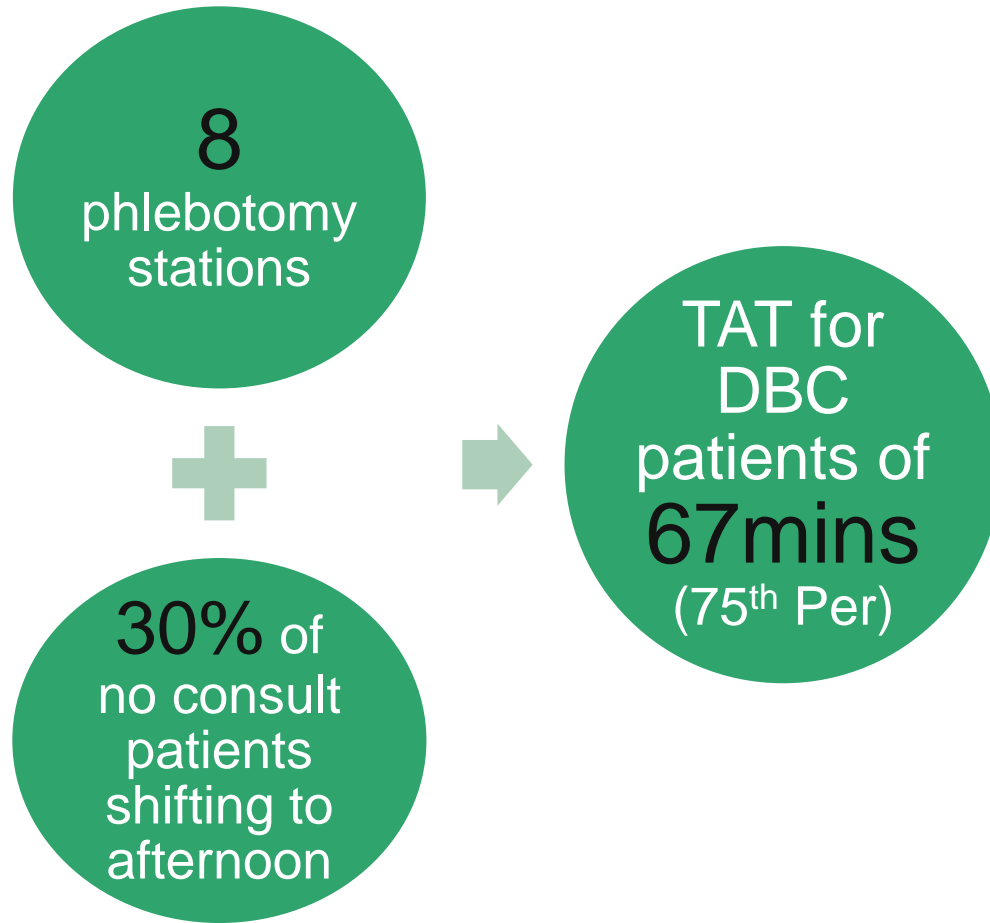 8
phlebotomy
stations
30% of
no consult
patients
shifting to
afternoon
TAT for
DBC
patients of
67mins
(75th Per)